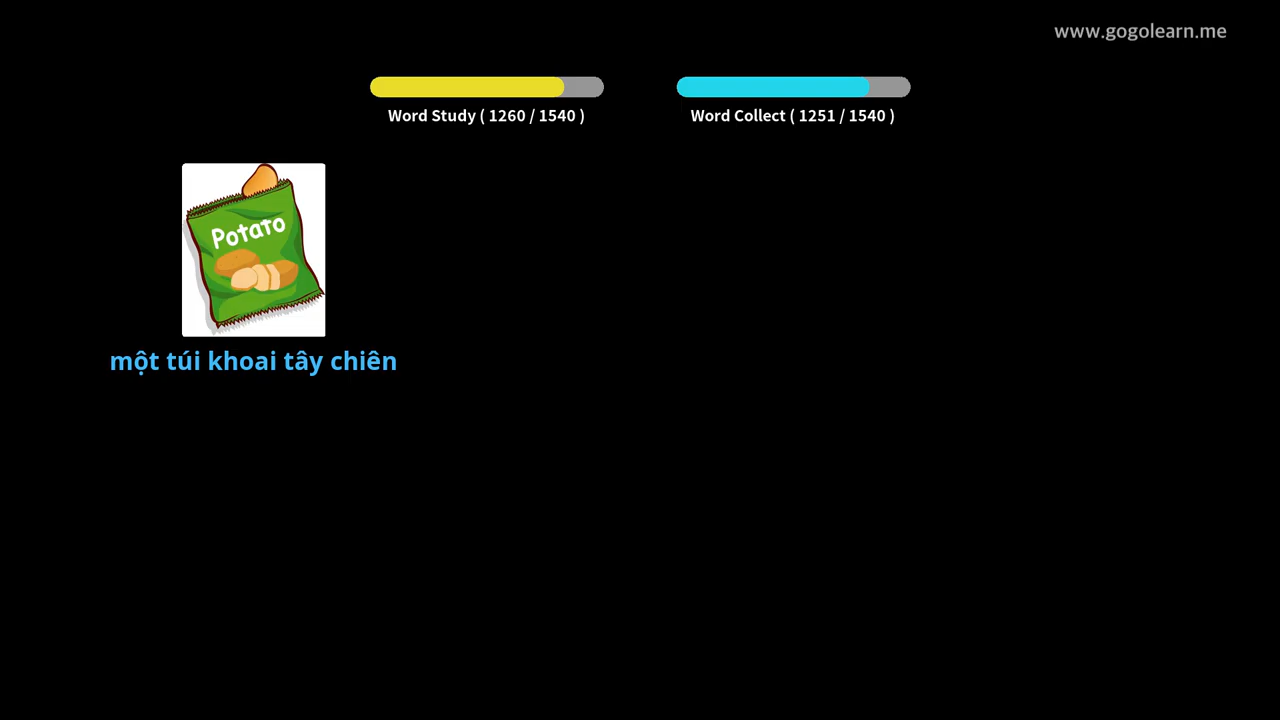 www.gogolearn.me
Word Study ( 1260 / 1540 )
Word Collect ( 1251 / 1540 )
Potato
một túi khoai tây chiên